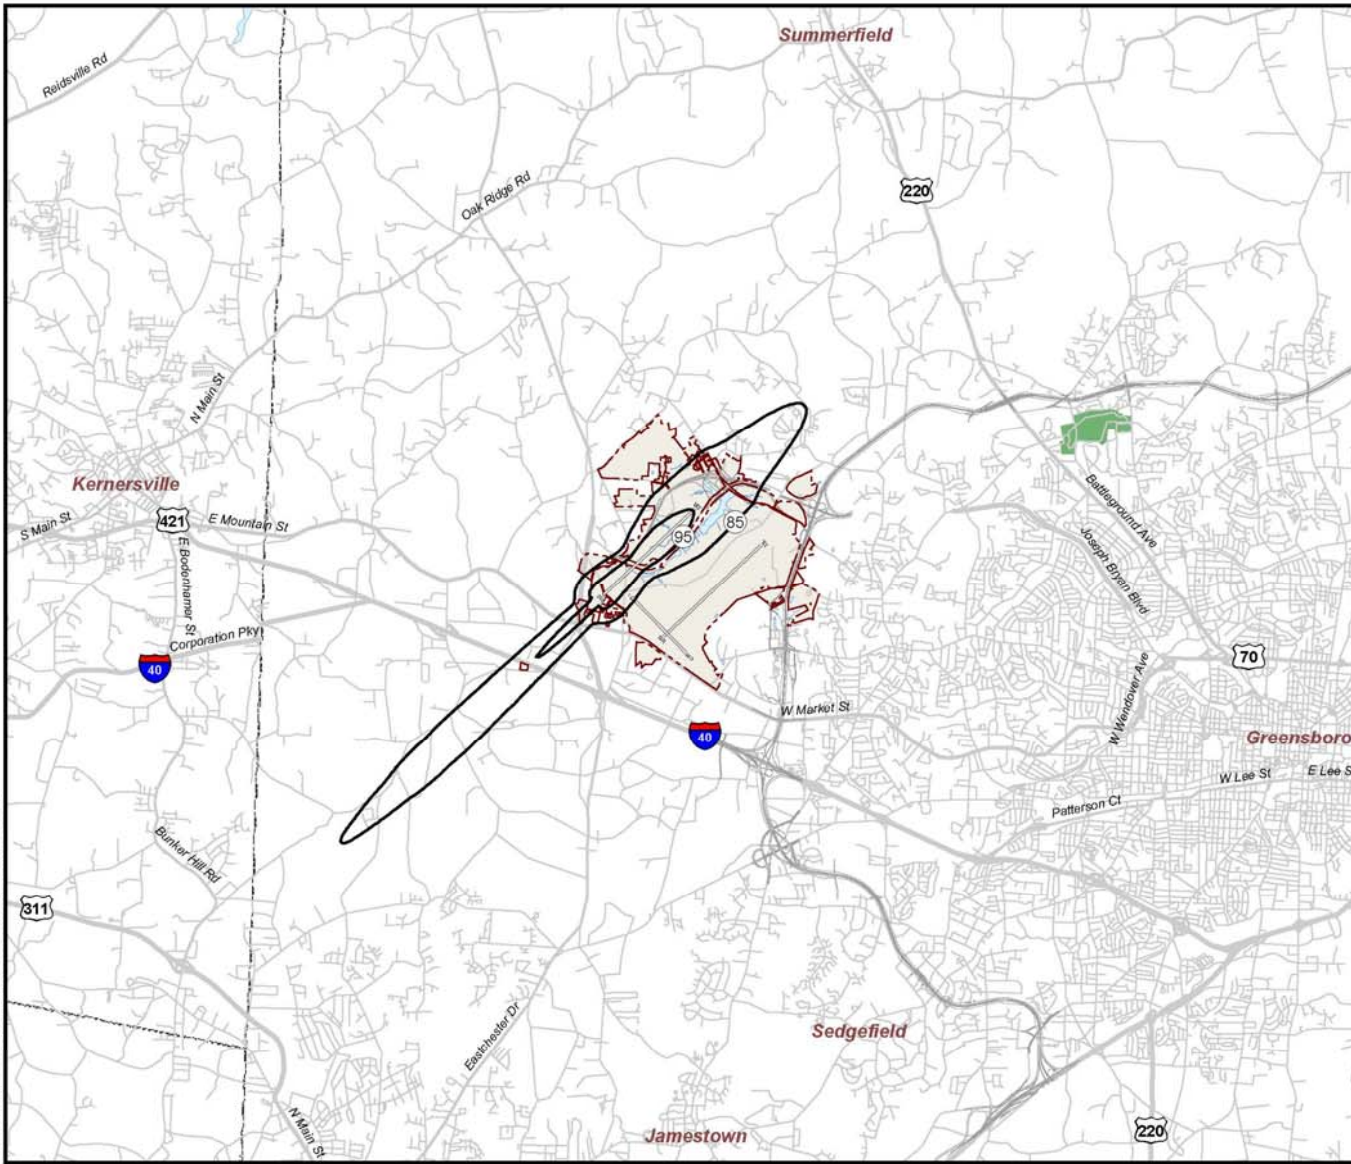 Summerfield
Reidsville Rd
220
Oak Ridge Rd
N Main St
Kernersville
S Main St
421
E Mountain St
E Bodenhamer St
95
85
Battleground Ave
Joseph Bryan Blvd
Corporation Pky
40
70
W Wendover Ave
W Market St
40
Greensboro
W Lee St
E Lee S
Patterson Ct
Bunker Hill Rd
311
Eastchester Dr
Sedgefield
N Main St
Jamestown
220